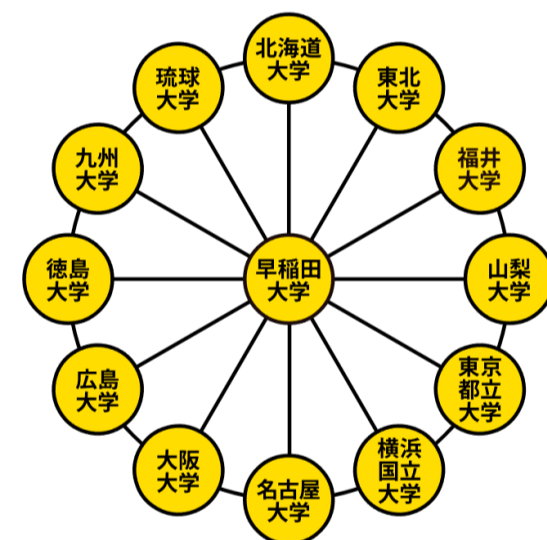 北海道
大学
東北
大学
福井
大学
山梨
大学
東京
都立
大学
横浜
国立
大学
名古屋
大学
大阪
大学
広島
大学
徳島
大学
九州
大学
琉球
大学
早稲田
大学